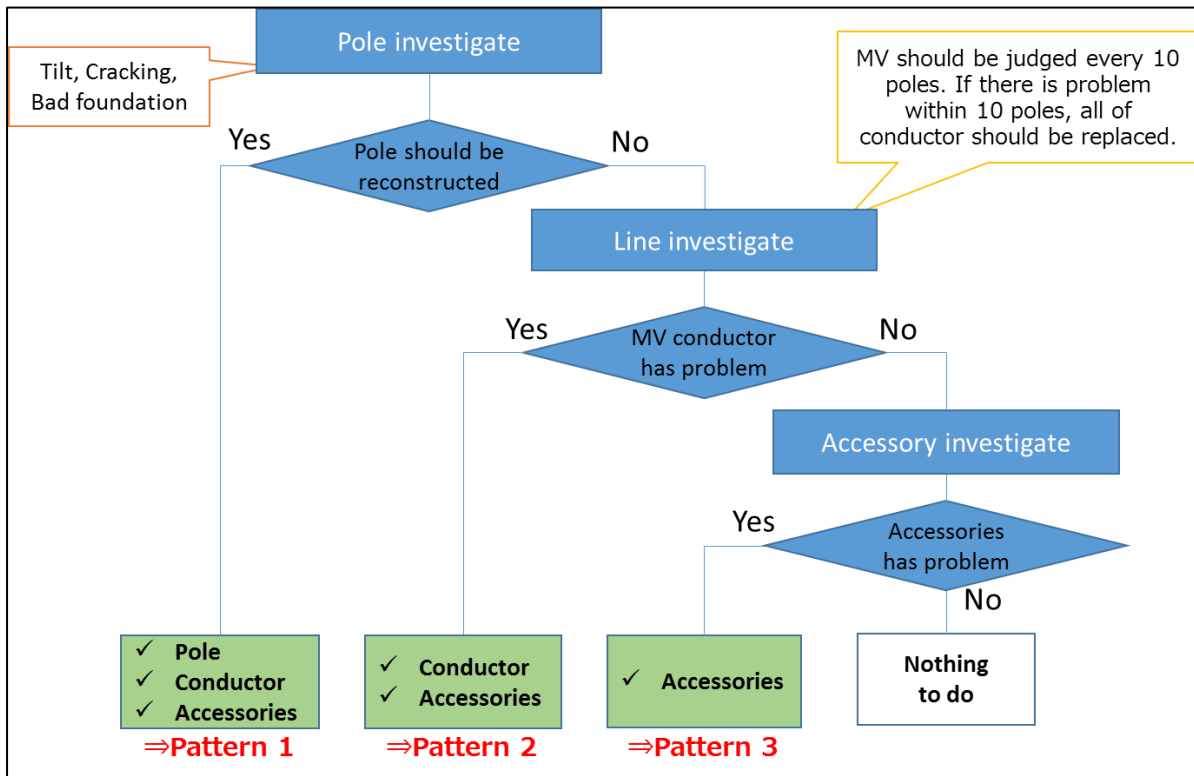 Pole investigate
Tilt, Cracking,
Bad foundation
MV should be judged every 10
poles. If there is problem
within 10 poles, all of
conductor should be replaced.
Yes
Pole should be
reconstructed
No
Line investigate
Yes
MV conductor
has problem
No
Accessory investigate
Yes
Accessories
has problem
No
✓ Pole
✓ Conductor
✓ Accessories
⇒Pattern 1
✓ Conductor
✓ Accessories
⇒Pattern 2
✓ Accessories
⇒Pattern 3
Nothing
to do